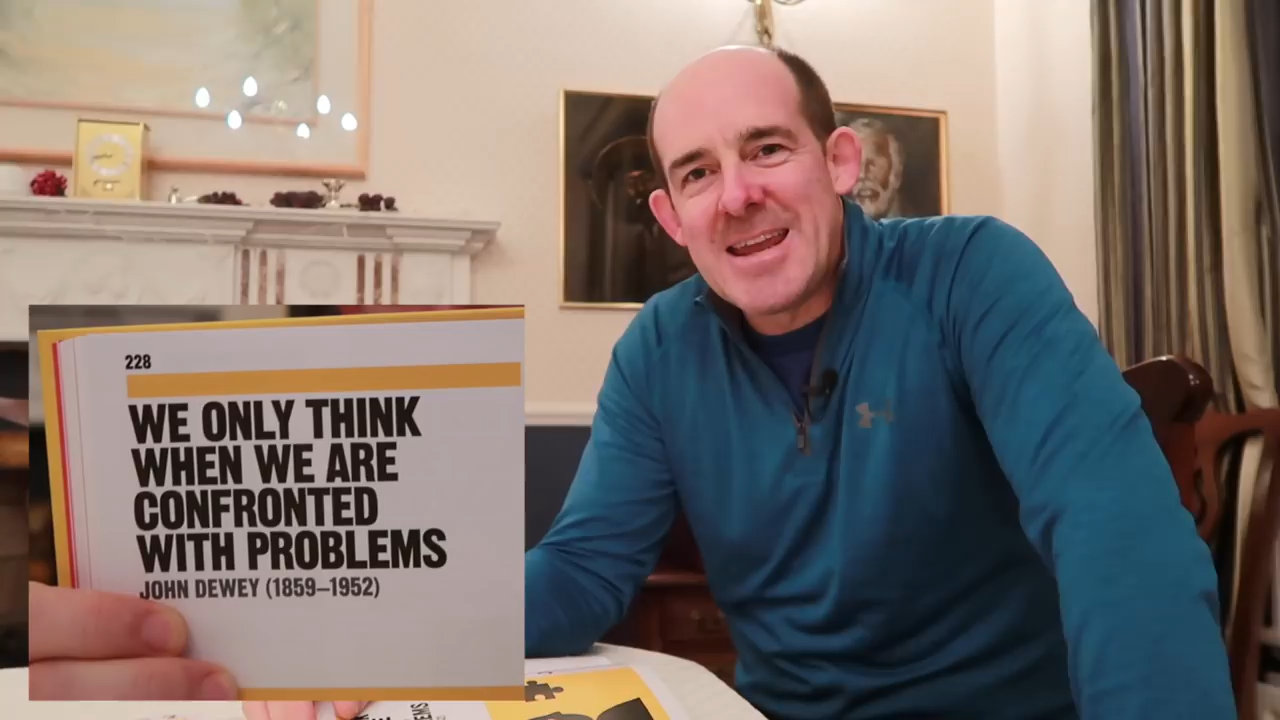 228
WE ONLY THINK
WHEN WE ARE
CONFRONTED
WITH PROBLEMS
JOHN DEWEY (1859–1952)